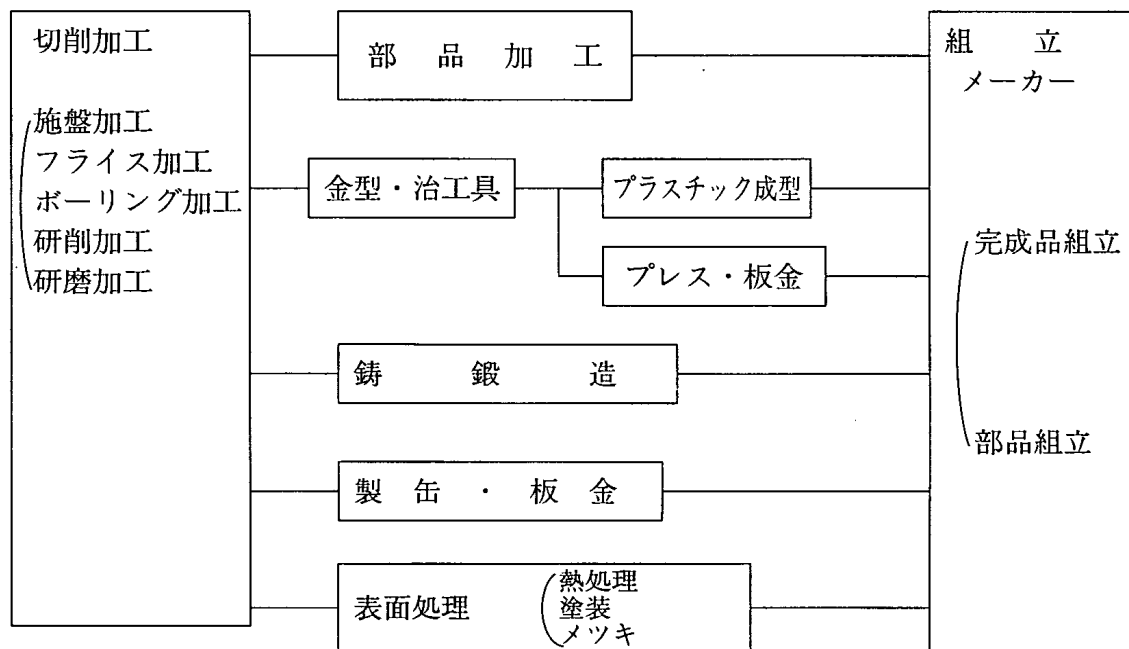 切削加工
施盤加工
フライス加工
ボーリング加工
研削加工
研磨加工
部品加工
金型・治工具
プラスチック成型
プレス・板金
鋳鍛造
製缶・板金
表面処理
熱処理
塗装
メツキ
組立
メーカー
完成品組立
部品組立